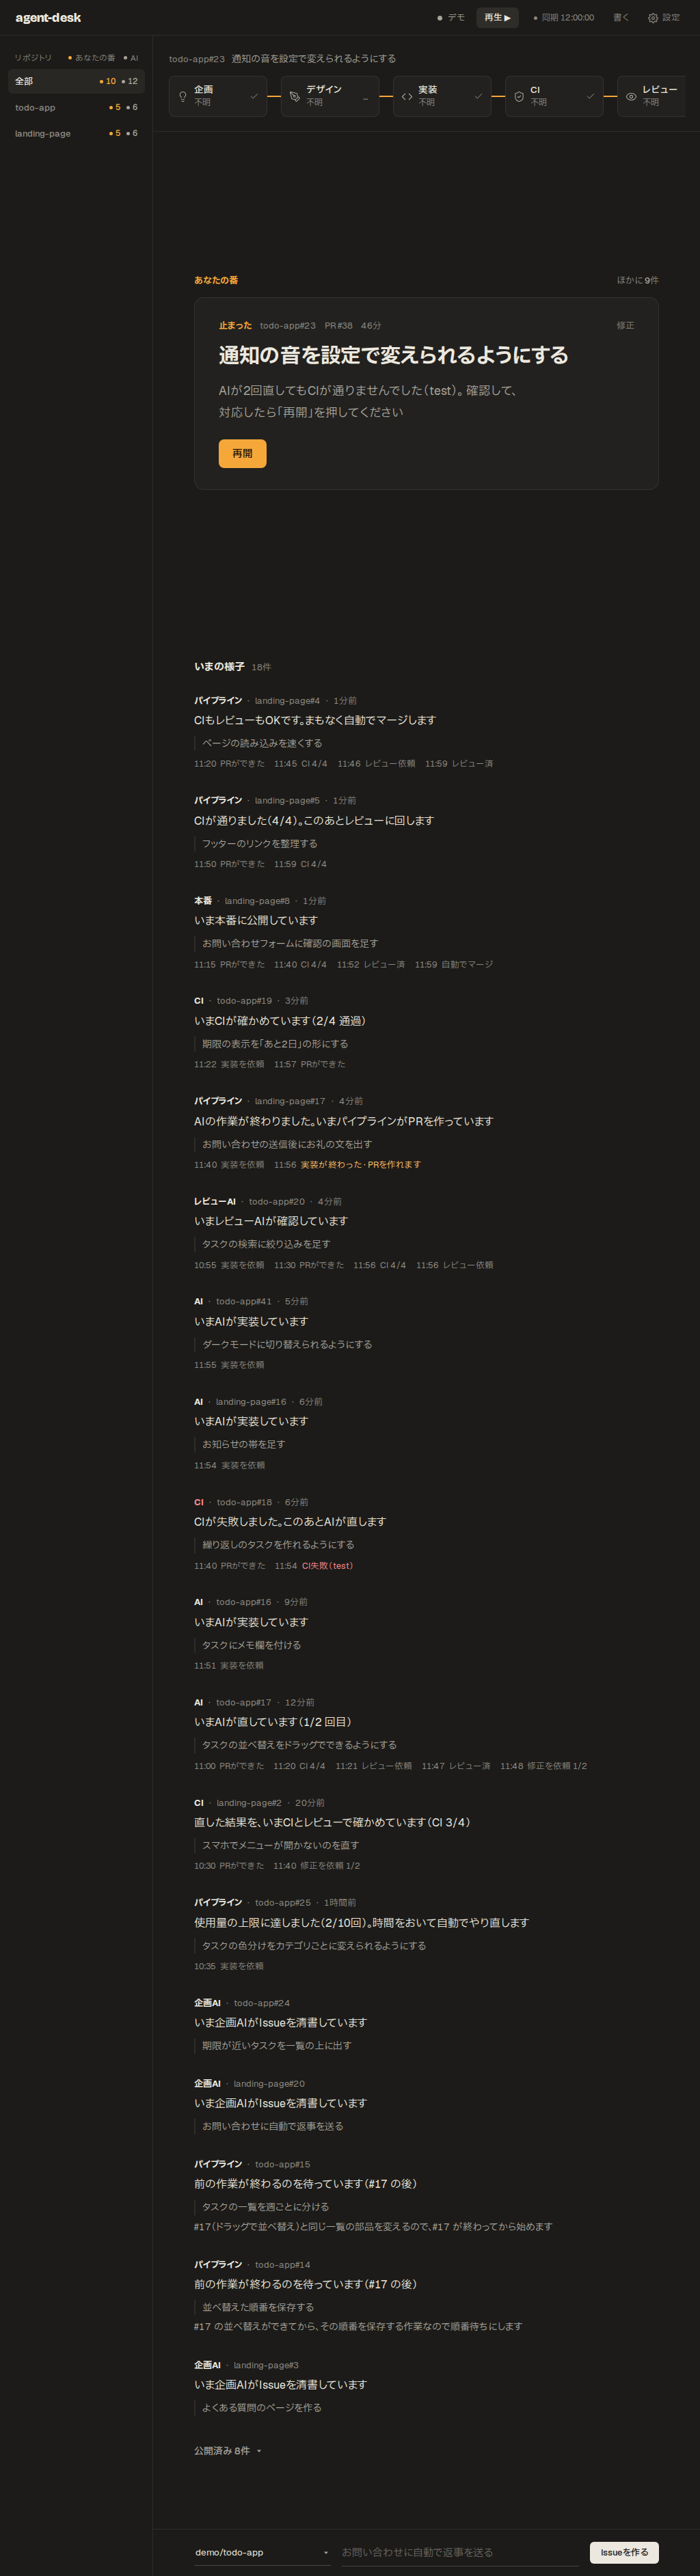 agent-desk
デモ 再生 ▶ 同期 12:00:00 書く 設定
リポジトリ あなたの番 AI
全部 10 12
todo-app 5 6
landing-page 5 6
todo-app#23 通知の音を設定で変えられるようにする
企画 不明
デザイン 不明 –
実装 不明
CI 不明
レビュー 不明
あなたの番 ほかに 9件
止まった todo-app#23 PR #38 46分 修正
通知の音を設定で変えられるようにする
AIが2回直してもCIが通りませんでした（test）。確認して、
対応したら「再開」を押してください
再開
いまの様子 18件
パイプライン · landing-page#4 · 1分前
CIもレビューもOKです。まもなく自動でマージします
ページの読み込みを速くする
11:20 PRができた 11:45 CI 4/4 11:46 レビュー依頼 11:59 レビュー済
パイプライン · landing-page#5 · 1分前
CIが通りました（4/4）。このあとレビューに回します
フッターのリンクを整理する
11:50 PRができた 11:59 CI 4/4
本番 · landing-page#8 · 1分前
いま本番に公開しています
お問い合わせフォームに確認の画面を足す
11:15 PRができた 11:40 CI 4/4 11:52 レビュー済 11:59 自動でマージ
CI · todo-app#19 · 3分前
いまCIが確かめています（2/4 通過）
期限の表示を「あと2日」の形にする
11:22 実装を依頼 11:57 PRができた
パイプライン · landing-page#17 · 4分前
AIの作業が終わりました。いまパイプラインがPRを作っています
お問い合わせの送信後にお礼の文を出す
11:40 実装を依頼 11:56 実装が終わった · PRを作れます
レビューAI · todo-app#20 · 4分前
いまレビューAIが確認しています
タスクの検索に絞り込みを足す
10:55 実装を依頼 11:30 PRができた 11:56 CI 4/4 11:56 レビュー依頼
AI · todo-app#41 · 5分前
いまAIが実装しています
ダークモードに切り替えられるようにする
11:55 実装を依頼
AI · landing-page#16 · 6分前
いまAIが実装しています
お知らせの帯を足す
11:54 実装を依頼
CI · todo-app#18 · 6分前
CIが失敗しました。このあとAIが直します
繰り返しのタスクを作れるようにする
11:40 PRができた 11:54 CI失敗（test）
AI · todo-app#16 · 9分前
いまAIが実装しています
タスクにメモ欄を付ける
11:51 実装を依頼
AI · todo-app#17 · 12分前
いまAIが直しています（1/2 回目）
タスクの並べ替えをドラッグでできるようにする
11:00 PRができた 11:20 CI 4/4 11:21 レビュー依頼 11:47 レビュー済 11:48 修正を依頼 1/2
CI · landing-page#2 · 20分前
直した結果を、いまCIとレビューで確かめています（CI 3/4）
スマホでメニューが開かないのを直す
10:30 PRができた 11:40 修正を依頼 1/2
パイプライン · todo-app#25 · 1時間前
使用量の上限に達しました（2/10回）。時間をおいて自動でやり直します
タスクの色分けをカテゴリごとに変えられるようにする
10:35 実装を依頼
企画AI · todo-app#24
いま企画AIがIssueを清書しています
期限が近いタスクを一覧の上に出す
企画AI · landing-page#20
いま企画AIがIssueを清書しています
お問い合わせに自動で返事を送る
パイプライン · todo-app#15
前の作業が終わるのを待っています（#17 の後）
タスクの一覧を週ごとに分ける
#17（ドラッグで並べ替え）と同じ一覧の部品を変えるので、#17 が終わってから始めます
パイプライン · todo-app#14
前の作業が終わるのを待っています（#17 の後）
並べ替えた順番を保存する
#17 の並べ替えができてから、その順番を保存する作業なので順番待ちにします
企画AI · landing-page#3
いま企画AIがIssueを清書しています
よくある質問のページを作る
公開済み 8件
demo/todo-app お問い合わせに自動で返事を送る Issueを作る